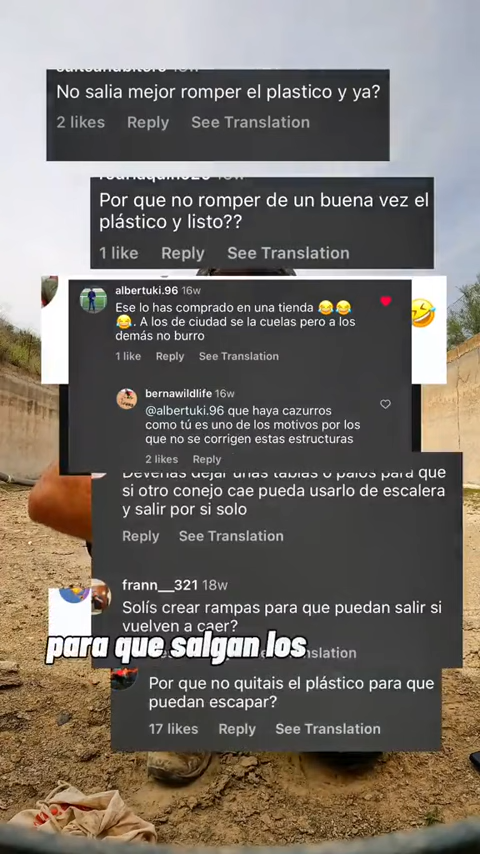 No salia mejor romper el plastico y ya?
2 likes Reply See Translation
Por que no romper de un buena vez el
plástico y listo??
1 like Reply See Translation
albertuki.96 16w
Ese lo has comprado en una tienda 😂😂
😂. A los de ciudad se la cuelas pero a los
demás no burro
1 like Reply See Translation
bernawildlife 16w
@albertuki.96 que haya cazurros
como tú es uno de los motivos por los
que no se corrigen estas estructuras
2 likes Reply
Deverías dejar unas tablas o palos para que
si otro conejo cae pueda usarlo de escalera
y salir por si solo
Reply See Translation
frann__321 18w
Solís crear rampas para que puedan salir si
vuelven a caer?
para que salgan los
Por que no quitais el plástico para que
puedan escapar?
17 likes Reply See Translation